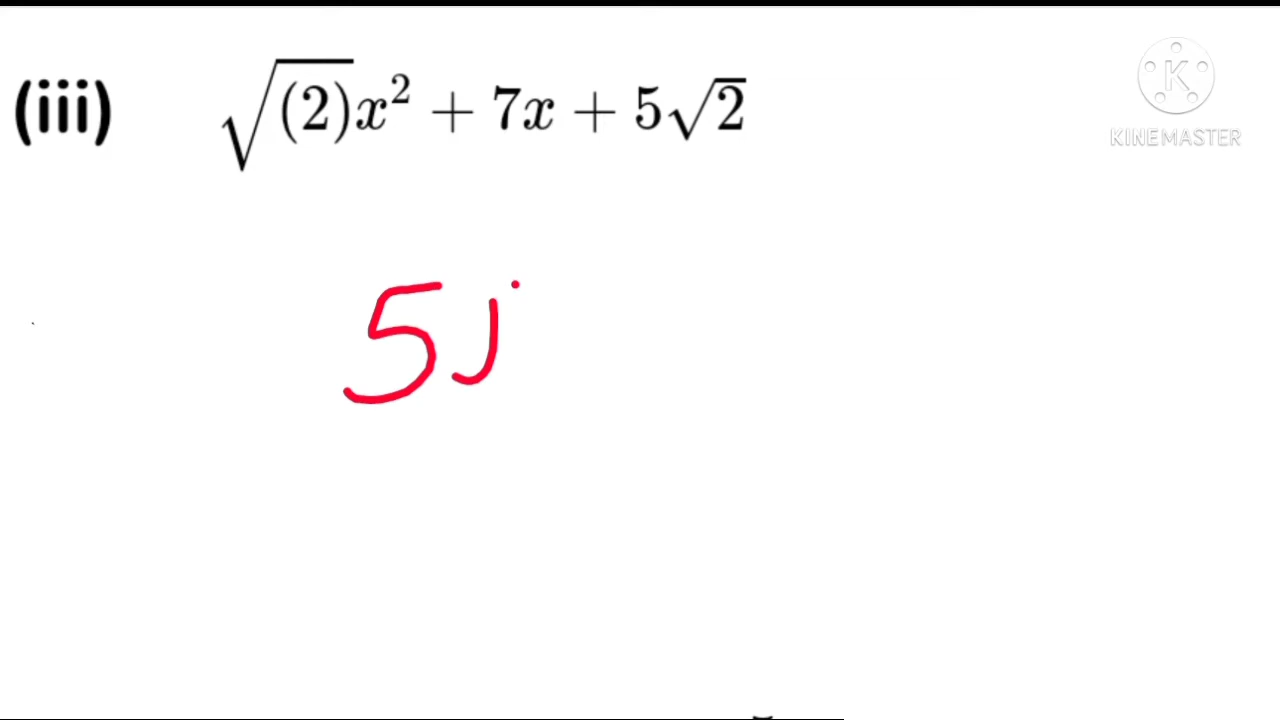 (iii) √(2)x² + 7x + 5√2
K
KINEMASTER
5